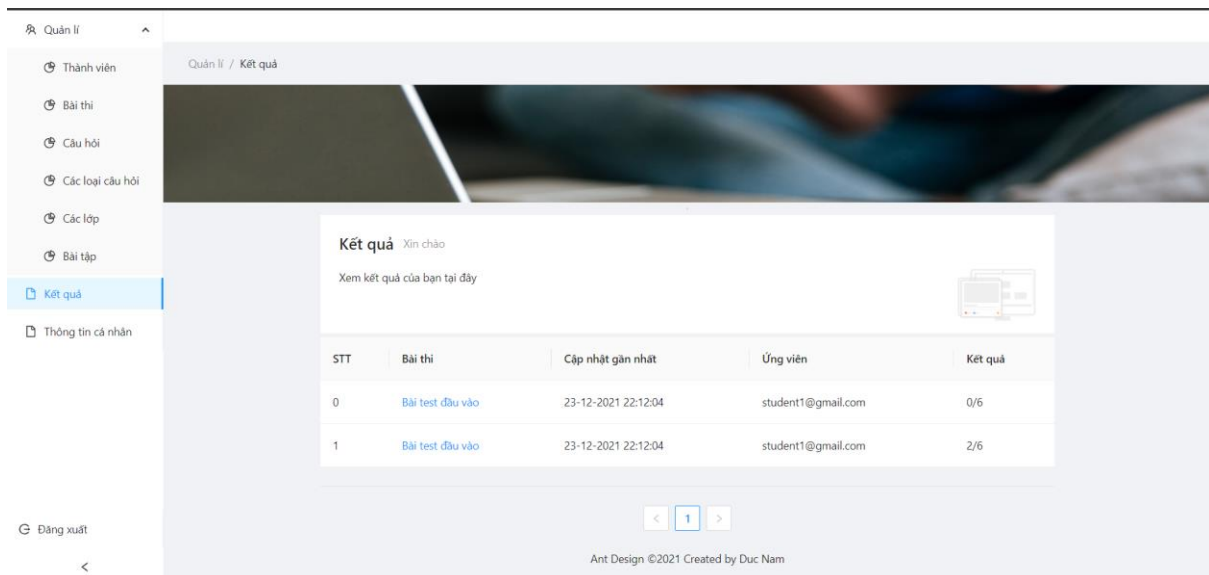 Quản lí
Thành viên
Bài thi
Câu hỏi
Các loại câu hỏi
Các lớp
Bài tập
Kết quả
Thông tin cá nhân
Đăng xuất
Quản lí / Kết quả
Kết quả Xin chào
Xem kết quả của bạn tại đây
STT Bài thi Cập nhật gần nhất Ứng viên Kết quả
0 Bài test đầu vào 23-12-2021 22:12:04 student1@gmail.com 0/6
1 Bài test đầu vào 23-12-2021 22:12:04 student1@gmail.com 2/6
< 1 >
Ant Design ©2021 Created by Duc Nam